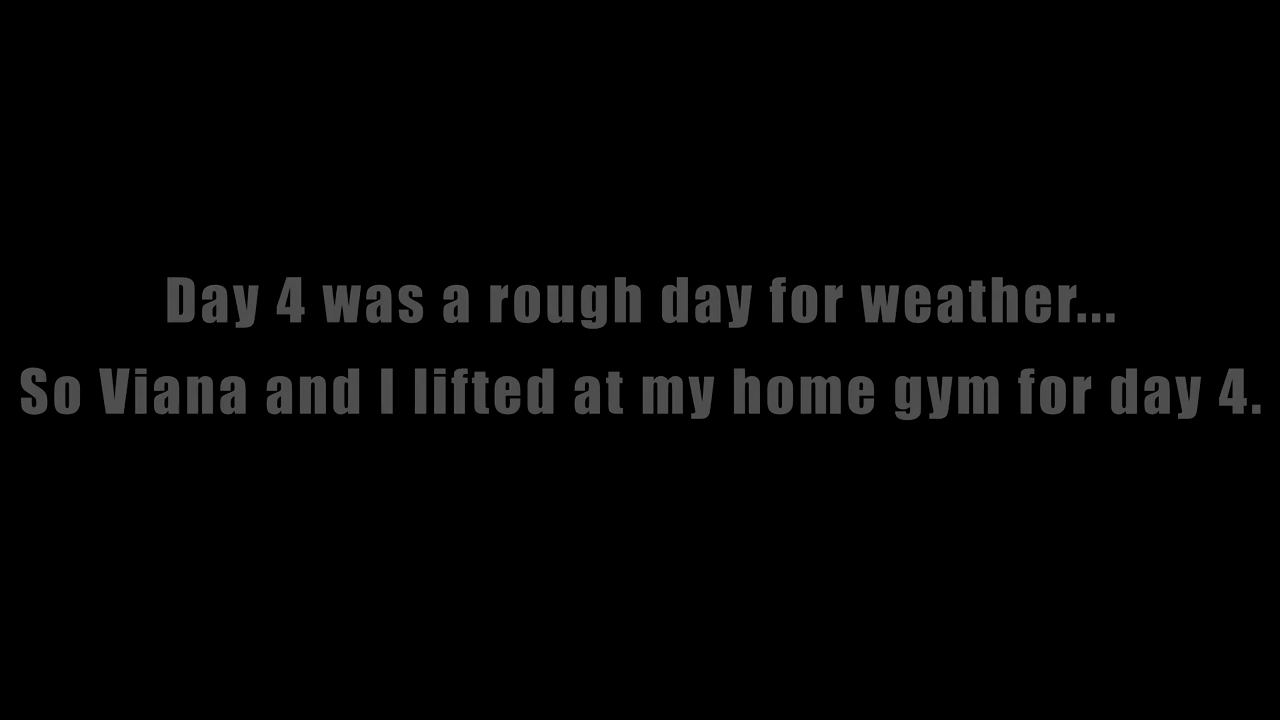 Day 4 was a rough day for weather...
So Viana and I lifted at my home gym for day 4.